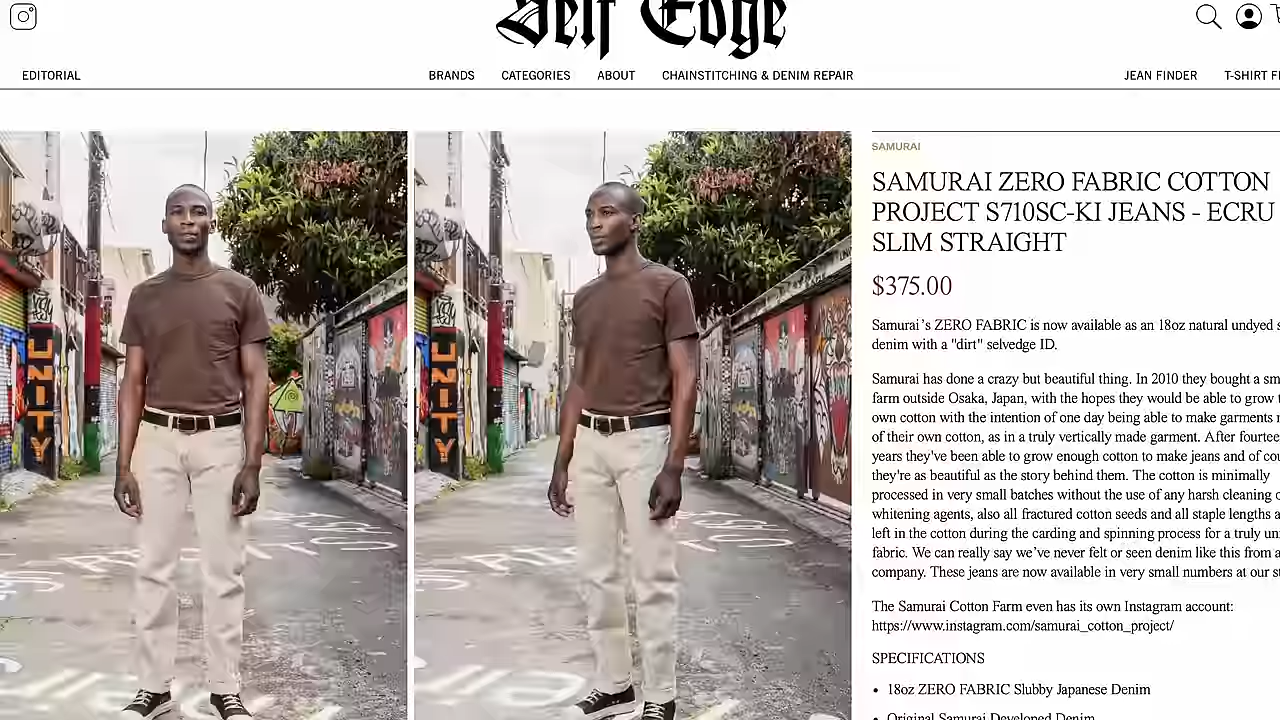 Self Edge
EDITORIAL
BRANDS
CATEGORIES
ABOUT
CHAINSTITCHING & DENIM REPAIR
JEAN FINDER
T-SHIRT
UNITY
UNITY
SAMURAI
SAMURAI ZERO FABRIC COTTON
PROJECT S710SC-KI JEANS - ECRU
SLIM STRAIGHT
$375.00
Samurai's ZERO FABRIC is now available as an 18oz natural undyed
denim with a "dirt" selvedge ID.
Samurai has done a crazy but beautiful thing. In 2010 they bought a
farm outside Osaka, Japan, with the hopes they would be able to grow
own cotton with the intention of one day being able to make garments
of their own cotton, as in a truly vertically made garment. After
years they've been able to grow enough cotton to make jeans and of
they're as beautiful as the story behind them. The cotton is minimally
processed in very small batches without the use of any harsh cleaning
whitening agents, also all fractured cotton seeds and all staple lengths
left in the cotton during the carding and spinning process for a truly
fabric. We can really say we've never felt or seen denim like this from
company. These jeans are now available in very small numbers at our
The Samurai Cotton Farm even has its own Instagram account:
https://www.instagram.com/samurai_cotton_project/
SPECIFICATIONS
• 18oz ZERO FABRIC Slubby Japanese Denim
• Original Samurai Developed Denim